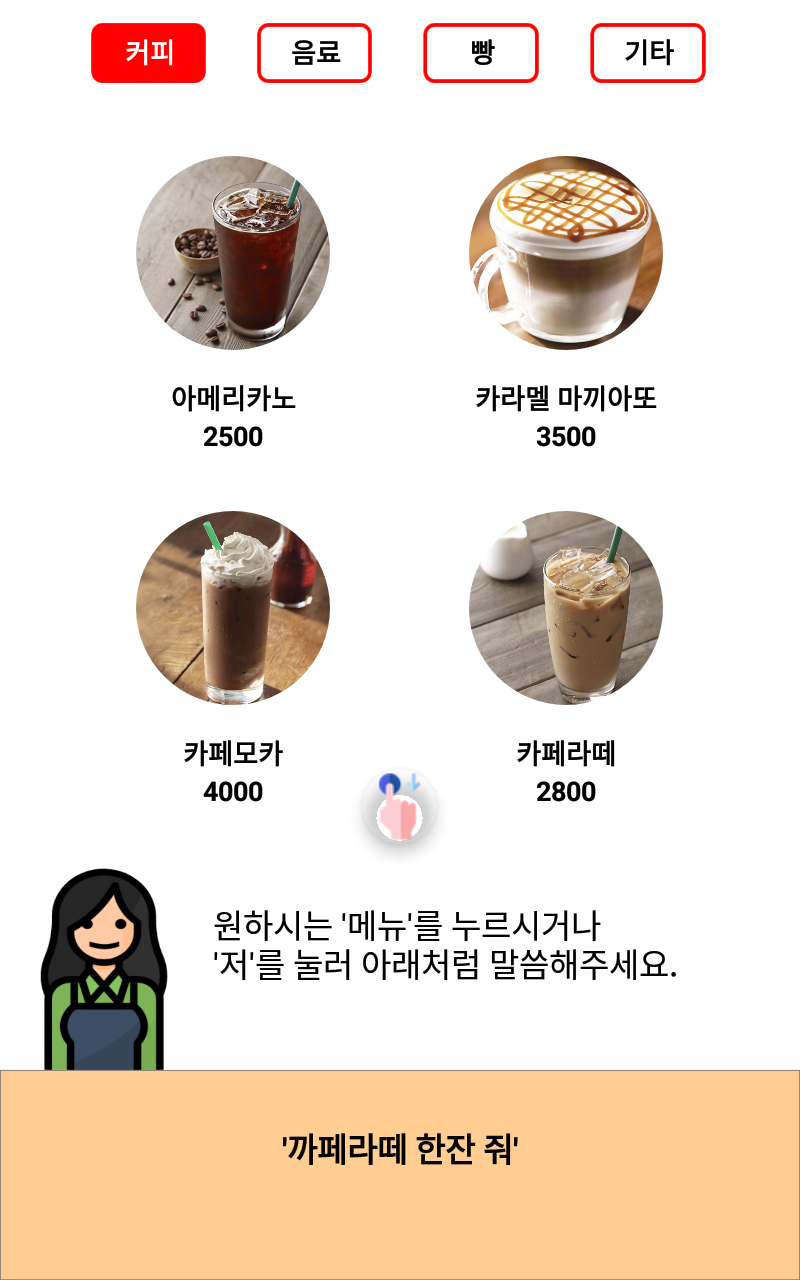 커피
음료
빵
기타
아메리카노
2500
카라멜 마끼아또
3500
카페모카
4000
카페라떼
2800
원하시는 '메뉴'를 누르시거나
'저'를 눌러 아래처럼 말씀해주세요.
'까페라떼 한잔 줘'